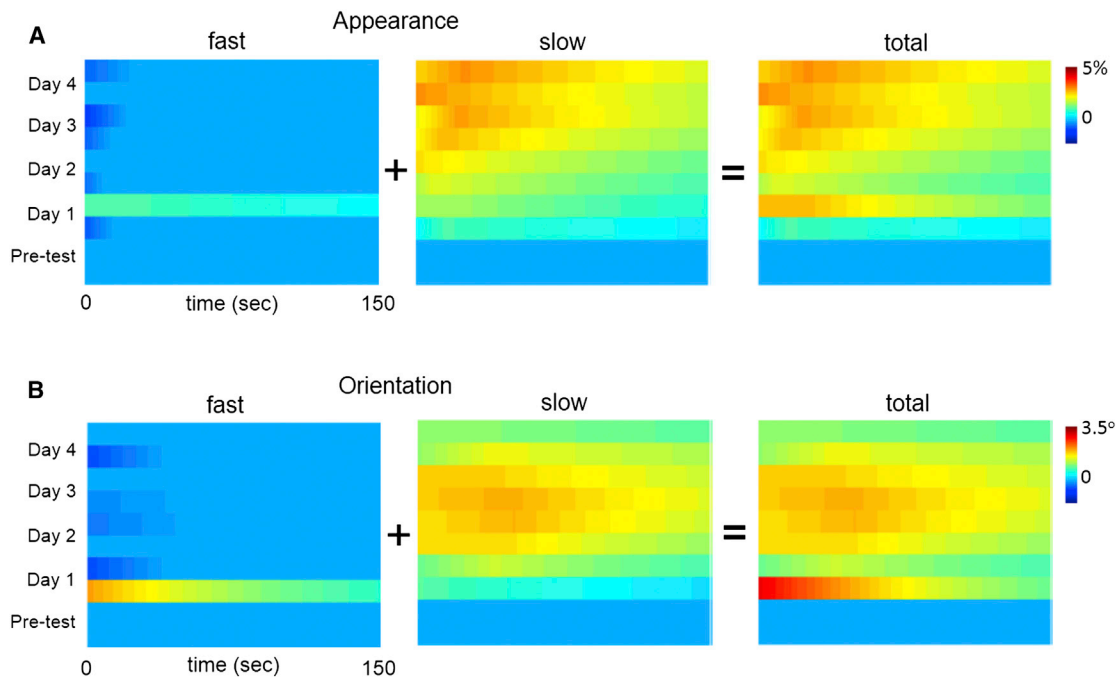 A
Appearance
fast
slow
total
Day 4
Day 3
Day 2
Day 1
Pre-test
+
=
5%
0
0
time (sec)
150
B
Orientation
fast
slow
total
Day 4
Day 3
Day 2
Day 1
Pre-test
+
=
3.5°
0
0
time (sec)
150